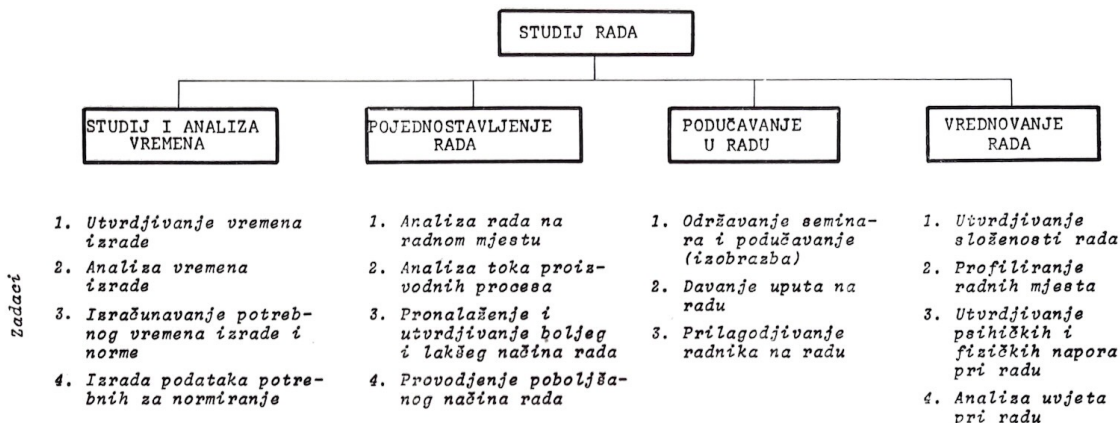 STUDIJ RADA
STUDIJ I ANALIZA
VREMENA
POJEDNOSTAVLJENJE
RADA
PODUČAVANJE
U RADU
VREDNOVANJE
RADA
Zadaci
1. Utvrdjivanje vremena
izrade
2. Analiza vremena
izrade
3. Izračunavanje potreb-
nog vremena izrade i
norme
4. Izrada podataka potre-
bnih za normiranje
1. Analiza rada na
radnom mjestu
2. Analiza toka proiz-
vodnih procesa
3. Pronalaženje i
utvrdjivanje boljeg
i lakšeg načina rada
4. Provodjenje poboljša-
nog načina rada
1. Održavanje semina-
ra i podučavanje
(izobrazba)
2. Davanje uputa na
radu
3. Prilagodjivanje
radnika na radu
1. Utvrdjivanje
složenosti rada
2. Profiliranje
radnih mjesta
3. Utvrdjivanje
psihičkih i
fizičkih napora
pri radu
4. Analiza uvjeta
pri radu